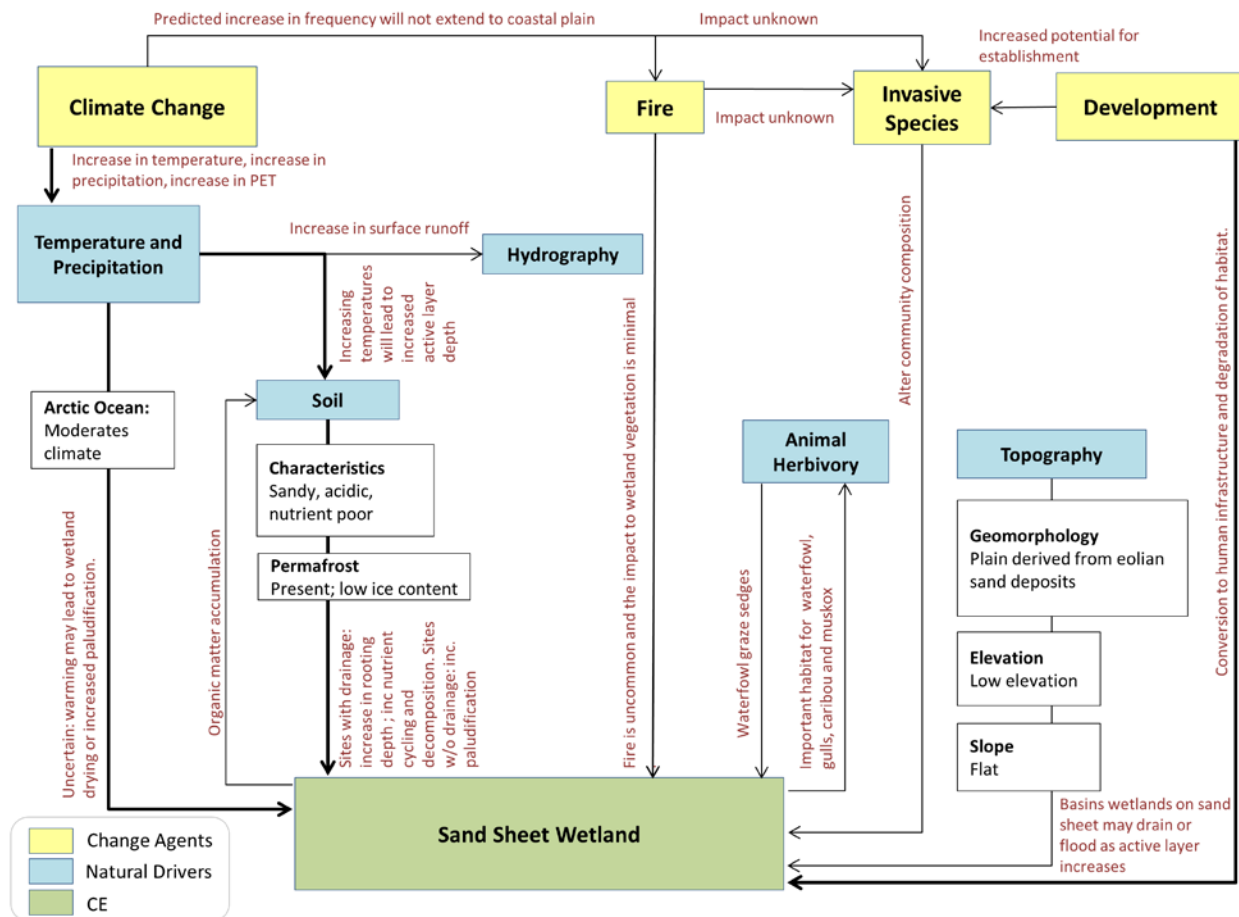 Predicted increase in frequency will not extend to coastal plain
Impact unknown
Increased potential for
establishment
Climate Change
Fire
Impact unknown
Invasive
Species
Development
Increase in temperature, increase in
precipitation, increase in PET
Temperature and
Precipitation
Increase in surface runoff
Hydrography
Increasing
temperatures
will lead to
increased
active layer
depth
Fire is uncommon and the impact to wetland vegetation is minimal
Alter community composition
Conversion to human infrastructure and degradation of habitat.
Arctic Ocean:
Moderates
climate
Soil
Characteristics
Sandy, acidic,
nutrient poor
Permafrost
Present; low ice content
Animal
Herbivory
Topography
Geomorphology
Plain derived from eolian
sand deposits
Elevation
Low elevation
Slope
Flat
Uncertain: warming may lead to wetland
drying or increased paludification.
Organic matter accumulation
Sites with drainage:
increase in rooting
depth ; inc nutrient
cycling and
decomposition. Sites
w/o drainage: inc.
paludification
Waterfowl graze sedges
Important habitat for waterfowl,
gulls, caribou and muskox
Basins wetlands on sand
sheet may drain or
flood as active layer
increases
Sand Sheet Wetland
Change Agents
Natural Drivers
CE